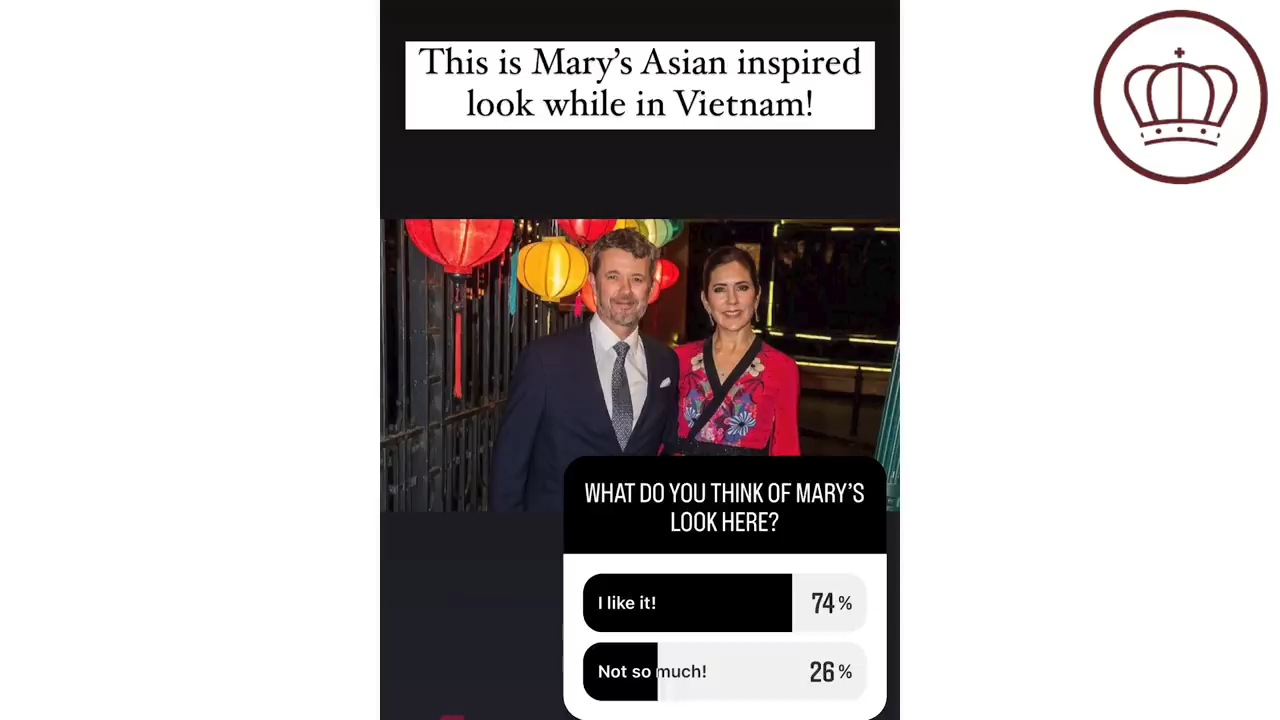 This is Mary’s Asian inspired
look while in Vietnam!
WHAT DO YOU THINK OF MARY’S
LOOK HERE?
I like it!
74%
Not so much!
26%